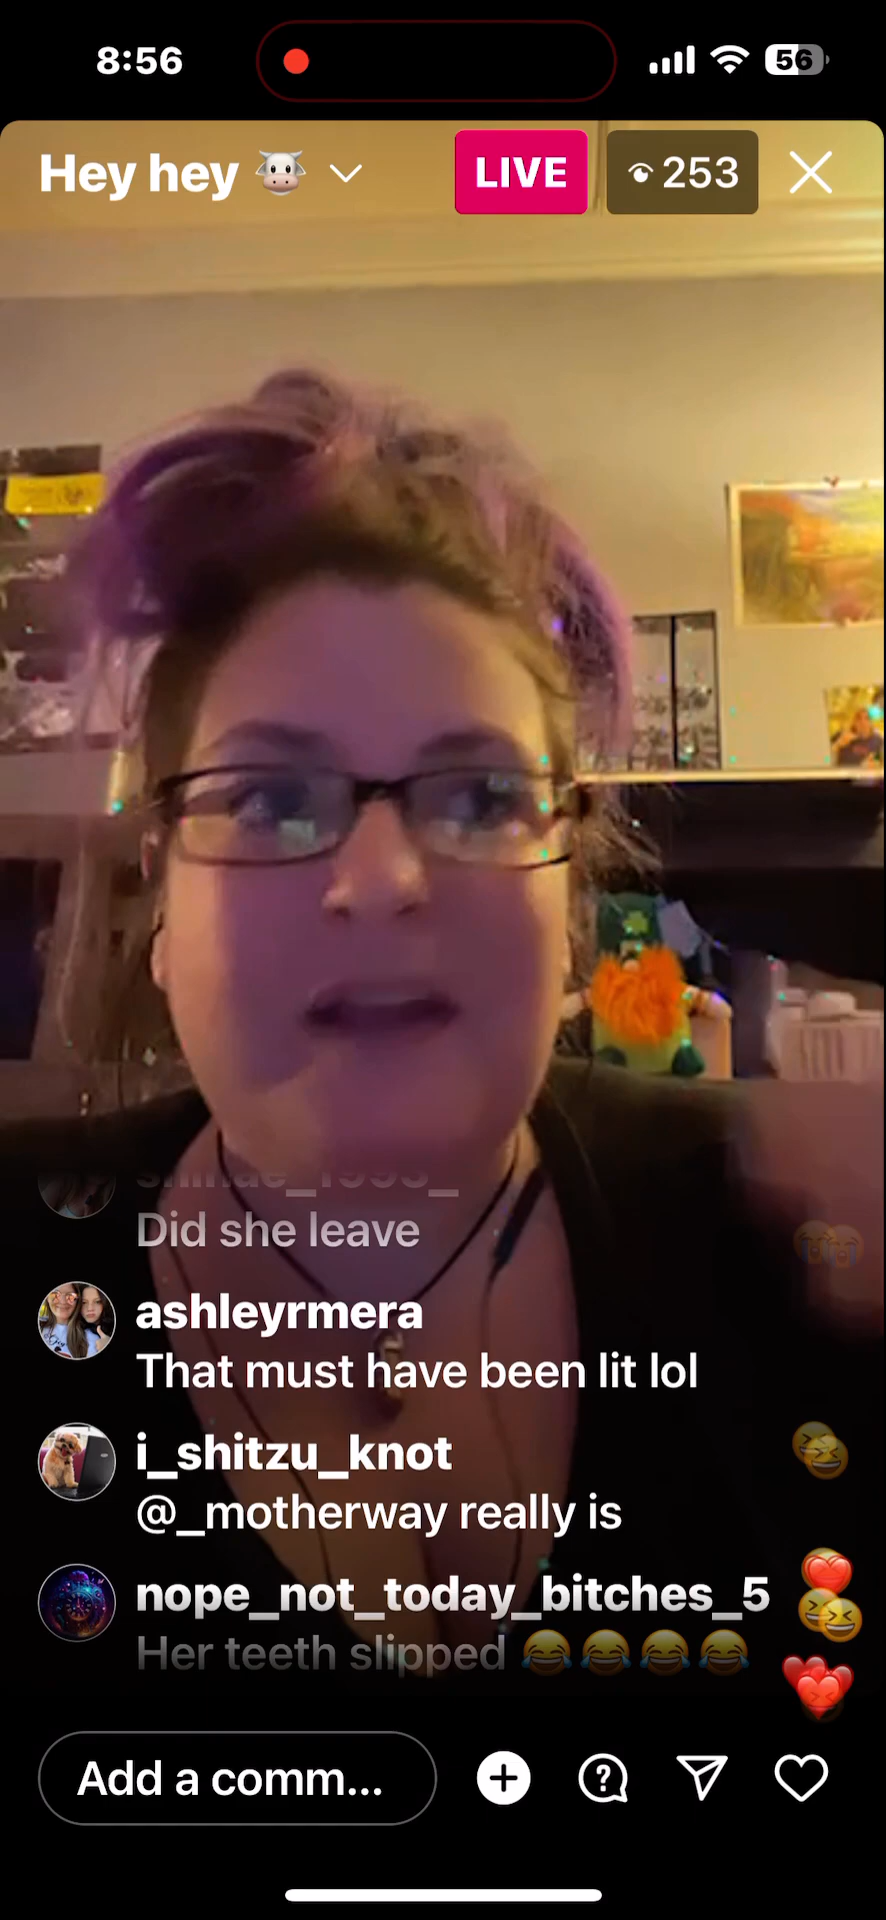 8:56
56
Hey hey 🐮
LIVE
253
Did she leave
ashleyrmera
That must have been lit lol
i_shitzu_knot
@_motherway really is
nope_not_today_bitches_5
Her teeth slipped 😂😂😂😂
Add a comm...